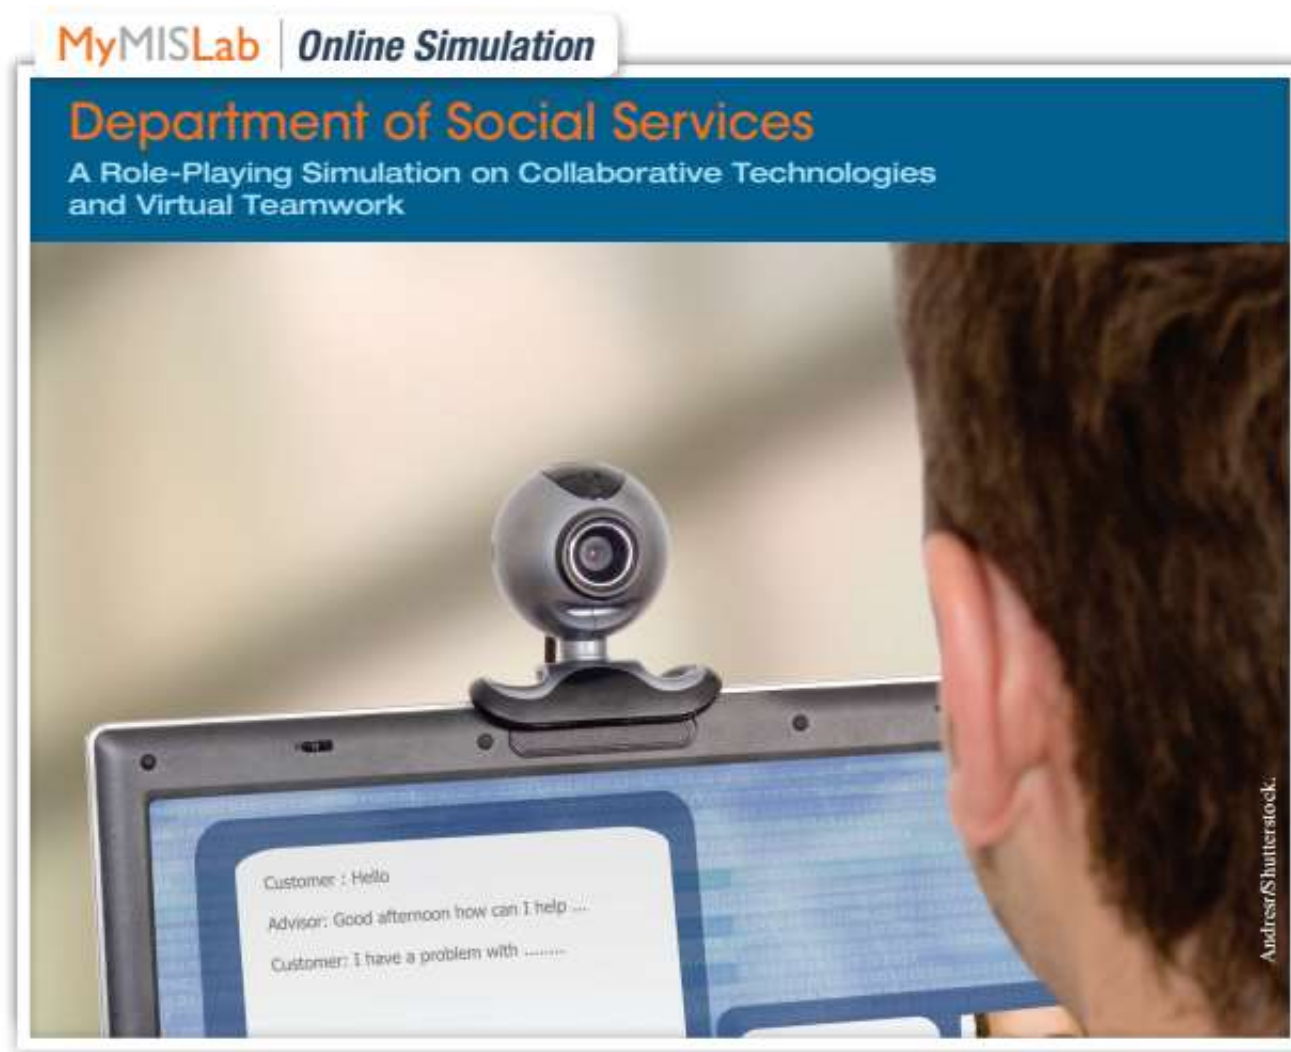 MyMISLab | Online Simulation
Department of Social Services
A Role-Playing Simulation on Collaborative Technologies
and Virtual Teamwork
Customer : Hello
Advisor: Good afternoon how can I help ...
Customer: I have a problem with ........
Andresr/Shutterstock.